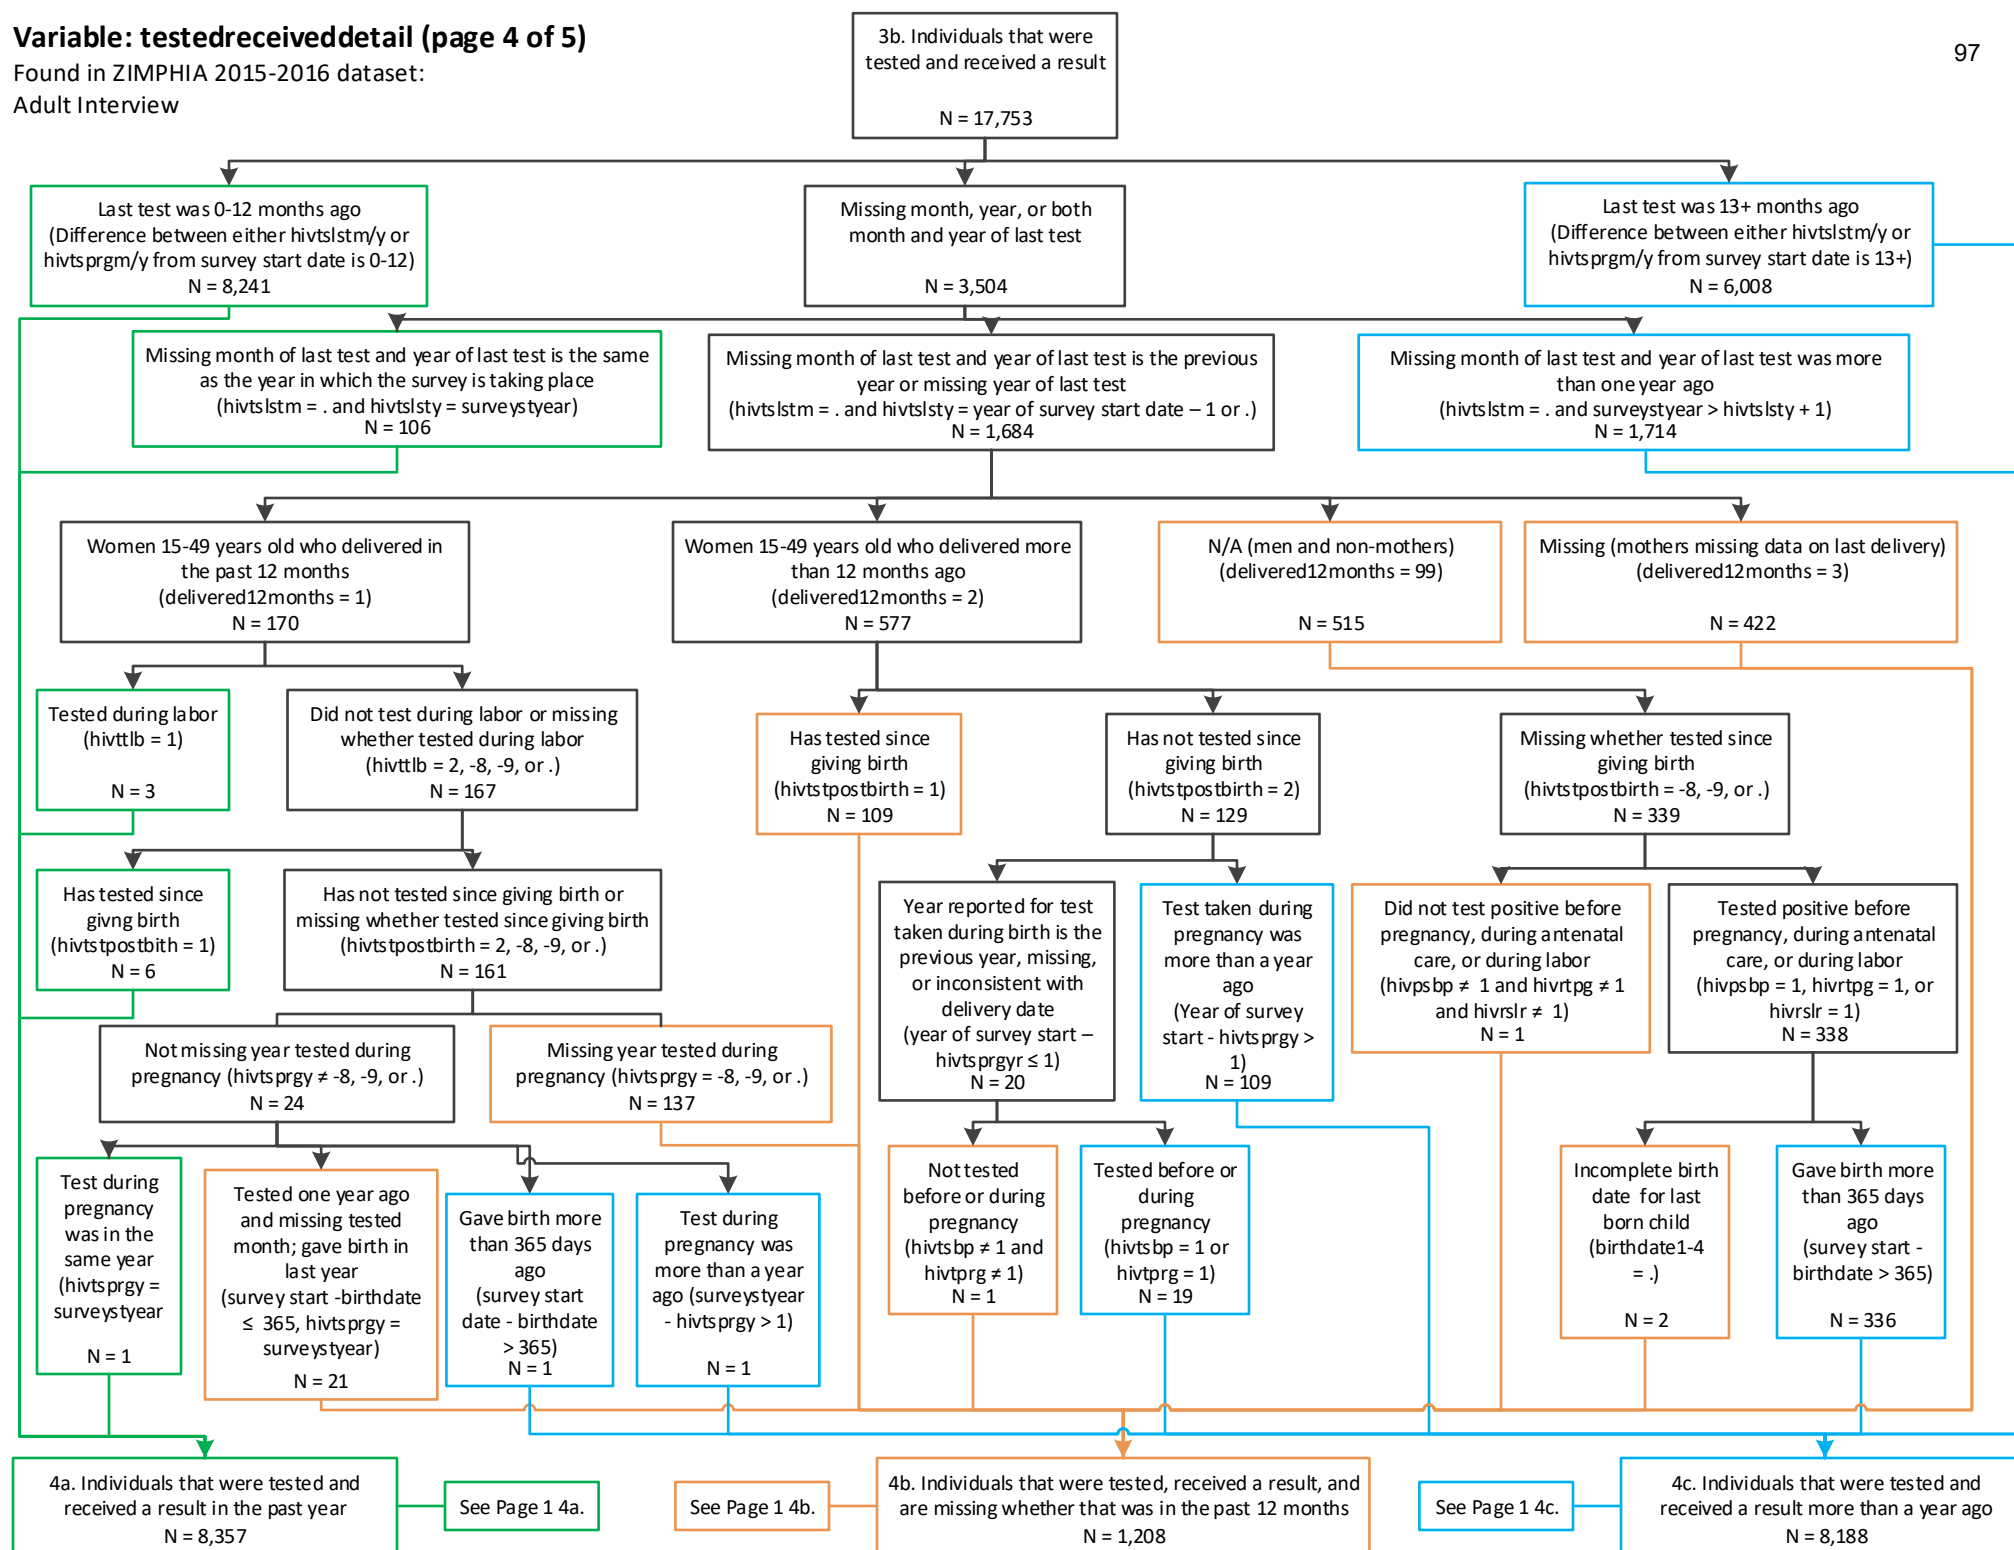 Variable: testedreceiveddetail (page 4 of 5)
Found in ZIMPHIA 2015-2016 dataset:
Adult Interview
97
3b. Individuals that were
tested and received a result
N = 17,753
Last test was 0-12 months ago
(Difference between either hivtslstm/y or
hivtsprgm/y from survey start date is 0-12)
N = 8,241
Missing month, year, or both
month and year of last test
N = 3,504
Last test was 13+ months ago
(Difference between either hivtslstm/y or
hivtsprgm/y from survey start date is 13+)
N = 6,008
Missing month of last test and year of last test is the same
as the year in which the survey is taking place
(hivtslstm = . and hivtslsty = surveystyear)
N = 106
Missing month of last test and year of last test is the previous
year or missing year of last test
(hivtslstm = . and hivtslsty = year of survey start date – 1 or .)
N = 1,684
Missing month of last test and year of last test was more
than one year ago
(hivtslstm = . and surveystyear > hivtslsty + 1)
N = 1,714
Women 15-49 years old who delivered in
the past 12 months
(delivered12months = 1)
N = 170
Women 15-49 years old who delivered more
than 12 months ago
(delivered12months = 2)
N = 577
N/A (men and non-mothers)
(delivered12months = 99)
N = 515
Missing (mothers missing data on last delivery)
(delivered12months = 3)
N = 422
Tested during labor
(hivttlb = 1)
N = 3
Did not test during labor or missing
whether tested during labor
(hivttlb = 2, -8, -9, or .)
N = 167
Has tested since
giving birth
(hivtstpostbirth = 1)
N = 109
Has not tested since
giving birth
(hivtstpostbirth = 2)
N = 129
Missing whether tested since
giving birth
(hivtstpostbirth = -8, -9, or .)
N = 339
Has tested since
givng birth
(hivtstpostbith = 1)
N = 6
Has not tested since giving birth or
missing whether tested since giving birth
(hivtstpostbirth = 2, -8, -9, or .)
N = 161
Year reported for test
taken during birth is the
previous year, missing,
or inconsistent with
delivery date
(year of survey start –
hivtsprgyr ≤ 1)
N = 20
Test taken during
pregnancy was
more than a year
ago
(Year of survey
start - hivtsprgy >
1)
N = 109
Did not test positive before
pregnancy, during antenatal
care, or during labor
(hivpsbp ≠ 1 and hivrtpg ≠ 1
and hivrslr ≠ 1)
N = 1
Tested positive before
pregnancy, during antenatal
care, or during labor
(hivpsbp = 1, hivrtpg = 1, or
hivrslr = 1)
N = 338
Not missing year tested during
pregnancy (hivtsprgy ≠ -8, -9, or .)
N = 24
Missing year tested during
pregnancy (hivtsprgy = -8, -9, or .)
N = 137
Test during
pregnancy
was in the
same year
(hivtsprgy =
surveystyear
N = 1
Tested one year ago
and missing tested
month; gave birth in
last year
(survey start -birthdate
≤ 365, hivtsprgy =
surveystyear)
N = 21
Gave birth more
than 365 days
ago
(survey start
date - birthdate
> 365)
N = 1
Test during
pregnancy was
more than a year
ago (surveystyear
- hivtsprgy > 1)
N = 1
Not tested
before or during
pregnancy
(hivtsbp ≠ 1 and
hivtprg ≠ 1)
N = 1
Tested before or
during
pregnancy
(hivtsbp = 1 or
hivtprg = 1)
N = 19
Incomplete birth
date for last
born child
(birthdate1-4
= .)
N = 2
Gave birth more
than 365 days
ago
(survey start -
birthdate > 365)
N = 336
4a. Individuals that were tested and
received a result in the past year
N = 8,357
See Page 1 4a.
See Page 1 4b.
4b. Individuals that were tested, received a result, and
are missing whether that was in the past 12 months
N = 1,208
See Page 1 4c.
4c. Individuals that were tested and
received a result more than a year ago
N = 8,188